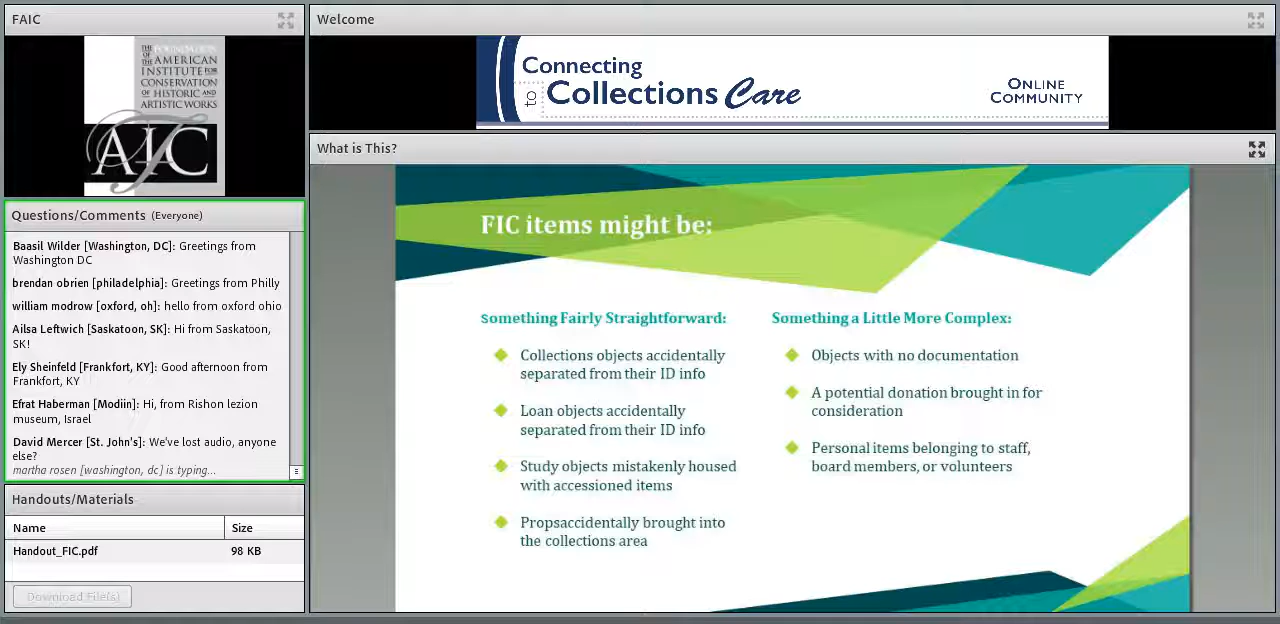 FAIC
THE FOUNDATION
OF THE AMERICAN
INSTITUTE FOR
CONSERVATION
OF HISTORIC AND
ARTISTIC WORKS
AIC
Questions/Comments (Everyone)
Baasil Wilder [Washington, DC]: Greetings from
Washington DC
brendan obrien [philadelphia]: Greetings from Philly
william modrow [oxford, oh]: hello from oxford ohio
Ailsa Leftwich [Saskatoon, SK]: Hi from Saskatoon,
SK!
Ely Sheinfeld [Frankfort, KY]: Good afternoon from
Frankfort, KY
Efrat Haberman [Modiin]: Hi, from Rishon lezion
museum, Israel
David Mercer [St. John's]: We've lost audio, anyone
else?
martha rosen [washington, dc] is typing...
Handouts/Materials
Name Size
Handout_FIC.pdf 98 KB
Download File(s)
Welcome
Connecting
to Collections Care
ONLINE
COMMUNITY
What is This?
FIC items might be:
Something Fairly Straightforward:
Collections objects accidentally
separated from their ID info
Loan objects accidentally
separated from their ID info
Study objects mistakenly housed
with accessioned items
Propsaccidentally brought into
the collections area
Something a Little More Complex:
Objects with no documentation
A potential donation brought in for
consideration
Personal items belonging to staff,
board members, or volunteers